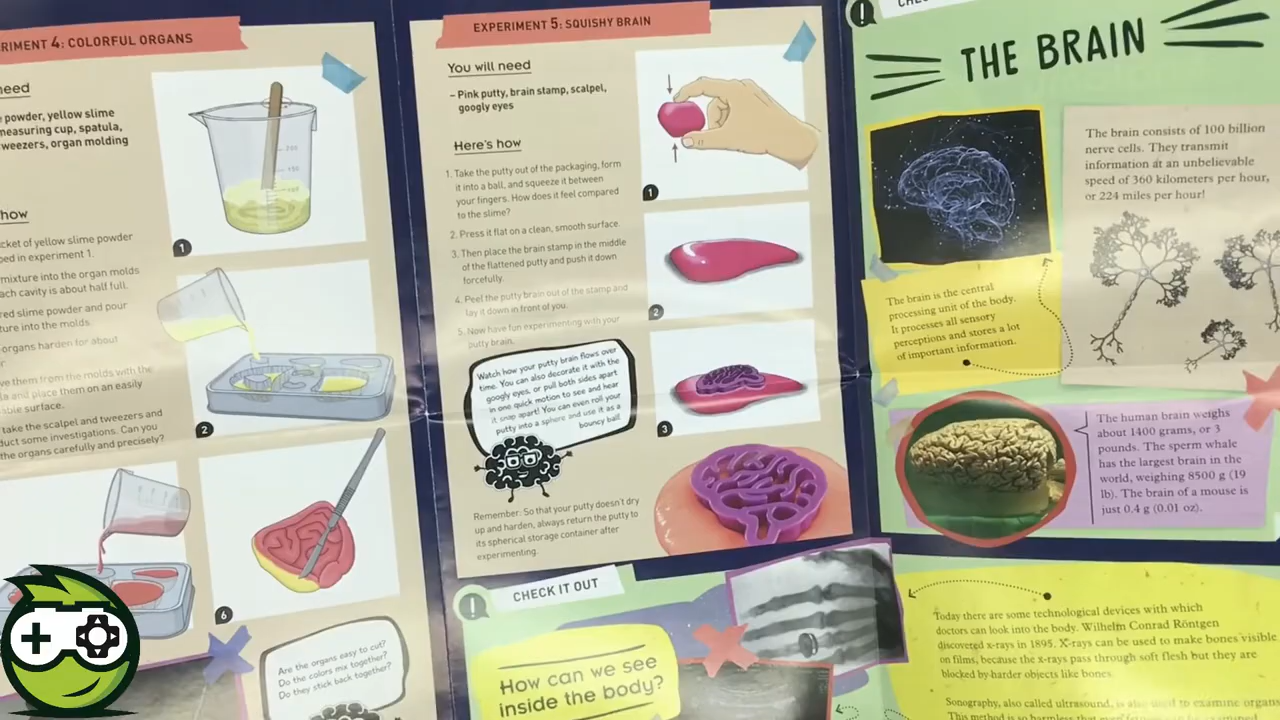 RIMENT 4: COLORFUL ORGANS
need
powder, yellow slime
measuring cup, spatula,
weezers, organ molding
how
cket of yellow slime powder
ped in experiment 1.
mixture into the organ molds
ach cavity is about half full.
red slime powder and pour
ture into the molds.
organs harden for about
ve them from the molds with the
la and place them on an easily
able surface.
take the scalpel and tweezers and
duct some investigations. Can you
the organs carefully and precisely?
1
2
6
Are the organs easy to cut?
Do the colors mix together?
Do they stick back together?
EXPERIMENT 5: SQUISHY BRAIN
You will need
– Pink putty, brain stamp, scalpel,
googly eyes
Here's how
1. Take the putty out of the packaging, form
it into a ball, and squeeze it between
your fingers. How does it feel compared
to the slime?
2. Press it flat on a clean, smooth surface.
3. Then place the brain stamp in the middle
of the flattened putty and push it down
forcefully.
4. Peel the putty brain out of the stamp and
lay it down in front of you.
5. Now have fun experimenting with your
putty brain.
Watch how your putty brain flows over
time. You can also decorate it with the
googly eyes, or pull both sides apart
in one quick motion to see and hear
it snap apart! You can even roll your
putty into a sphere and use it as a
bouncy ball.
Remember: So that your putty doesn't dry
up and harden, always return the putty to
its spherical storage container after
experimenting.
1
2
3
! CHECK IT OUT
How can we see
inside the body?
!
THE BRAIN
The brain consists of 100 billion
nerve cells. They transmit
information at an unbelievable
speed of 360 kilometers per hour,
or 224 miles per hour!
The brain is the central
processing unit of the body.
It processes all sensory
perceptions and stores a lot
of important information.
The human brain weighs
about 1400 grams, or 3
pounds. The sperm whale
has the largest brain in the
world, weighing 8500 g (19
lb). The brain of a mouse is
just 0.4 g (0.01 oz).
Today there are some technological devices with which
doctors can look into the body. Wilhelm Conrad Röntgen
discovered x-rays in 1895. X-rays can be used to make bones visible
on films, because the x-rays pass through soft flesh but they are
blocked by harder objects like bones.
Sonography, also called ultrasound, is also used to examine organs
This method is so harmless that